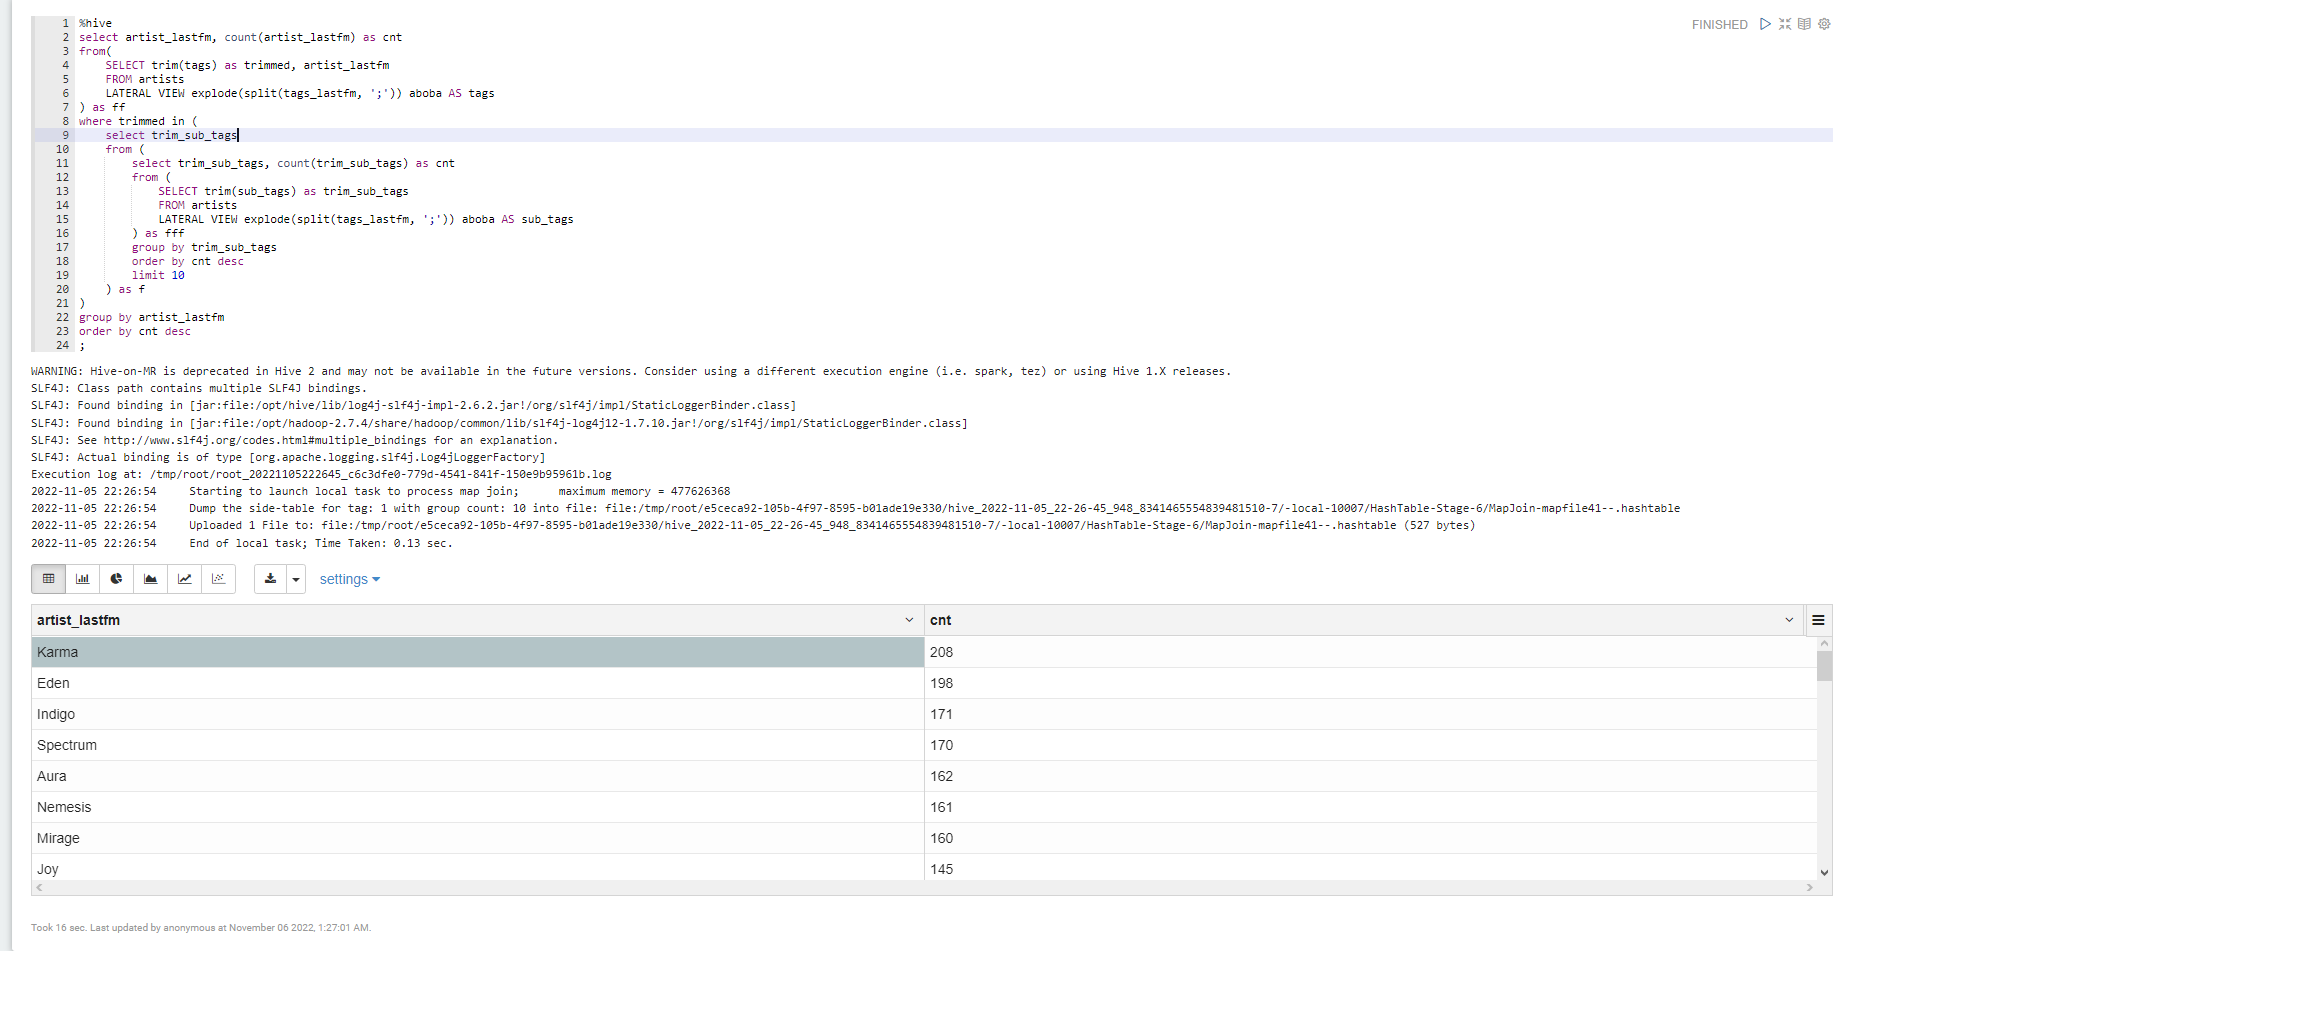 FINISHED
1 %hive
2 select artist_lastfm, count(artist_lastfm) as cnt
3 from(
4     SELECT trim(tags) as trimmed, artist_lastfm
5     FROM artists
6     LATERAL VIEW explode(split(tags_lastfm, ';')) aboba AS tags
7 ) as ff
8 where trimmed in (
9     select trim_sub_tags
10     from (
11         select trim_sub_tags, count(trim_sub_tags) as cnt
12         from (
13             SELECT trim(sub_tags) as trim_sub_tags
14             FROM artists
15             LATERAL VIEW explode(split(tags_lastfm, ';')) aboba AS sub_tags
16         ) as fff
17         group by trim_sub_tags
18         order by cnt desc
19         limit 10
20     ) as f
21 )
22 group by artist_lastfm
23 order by cnt desc
24 ;
WARNING: Hive-on-MR is deprecated in Hive 2 and may not be available in the future versions. Consider using a different execution engine (i.e. spark, tez) or using Hive 1.X releases.
SLF4J: Class path contains multiple SLF4J bindings.
SLF4J: Found binding in [jar:file:/opt/hive/lib/log4j-slf4j-impl-2.6.2.jar!/org/slf4j/impl/StaticLoggerBinder.class]
SLF4J: Found binding in [jar:file:/opt/hadoop-2.7.4/share/hadoop/common/lib/slf4j-log4j12-1.7.10.jar!/org/slf4j/impl/StaticLoggerBinder.class]
SLF4J: See http://www.slf4j.org/codes.html#multiple_bindings for an explanation.
SLF4J: Actual binding is of type [org.apache.logging.slf4j.Log4jLoggerFactory]
Execution log at: /tmp/root/root_20221105222645_c6c3dfe0-779d-4541-841f-150e9b95961b.log
2022-11-05 22:26:54     Starting to launch local task to process map join;      maximum memory = 477626368
2022-11-05 22:26:54     Dump the side-table for tag: 1 with group count: 10 into file: file:/tmp/root/e5ceca92-105b-4f97-8595-b01ade19e330/hive_2022-11-05_22-26-45_948_8341465554839481510-7/-local-10007/HashTable-Stage-6/MapJoin-mapfile41--.hashtable
2022-11-05 22:26:54     Uploaded 1 File to: file:/tmp/root/e5ceca92-105b-4f97-8595-b01ade19e330/hive_2022-11-05_22-26-45_948_8341465554839481510-7/-local-10007/HashTable-Stage-6/MapJoin-mapfile41--.hashtable (527 bytes)
2022-11-05 22:26:54     End of local task; Time Taken: 0.13 sec.
settings
artist_lastfm cnt
Karma 208
Eden 198
Indigo 171
Spectrum 170
Aura 162
Nemesis 161
Mirage 160
Joy 145
Took 16 sec. Last updated by anonymous at November 06 2022, 1:27:01 AM.